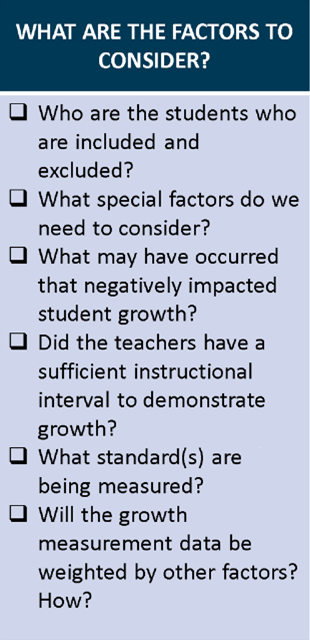 WHAT ARE THE FACTORS TO
CONSIDER?
❑ Who are the students who
are included and
excluded?
❑ What special factors do we
need to consider?
❑ What may have occurred
that negatively impacted
student growth?
❑ Did the teachers have a
sufficient instructional
interval to demonstrate
growth?
❑ What standard(s) are
being measured?
❑ Will the growth
measurement data be
weighted by other factors?
How?